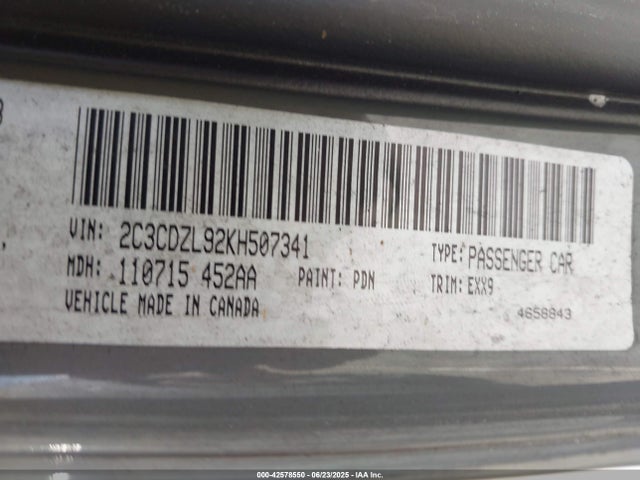 VIN: 2C3CDZL92KH507341
TYPE: PASSENGER CAR
MDH: 110715 452AA
PAINT: PDN
TRIM: EXX9
VEHICLE MADE IN CANADA
4658843
000-42578550 - 06/23/2025 - IAA Inc.